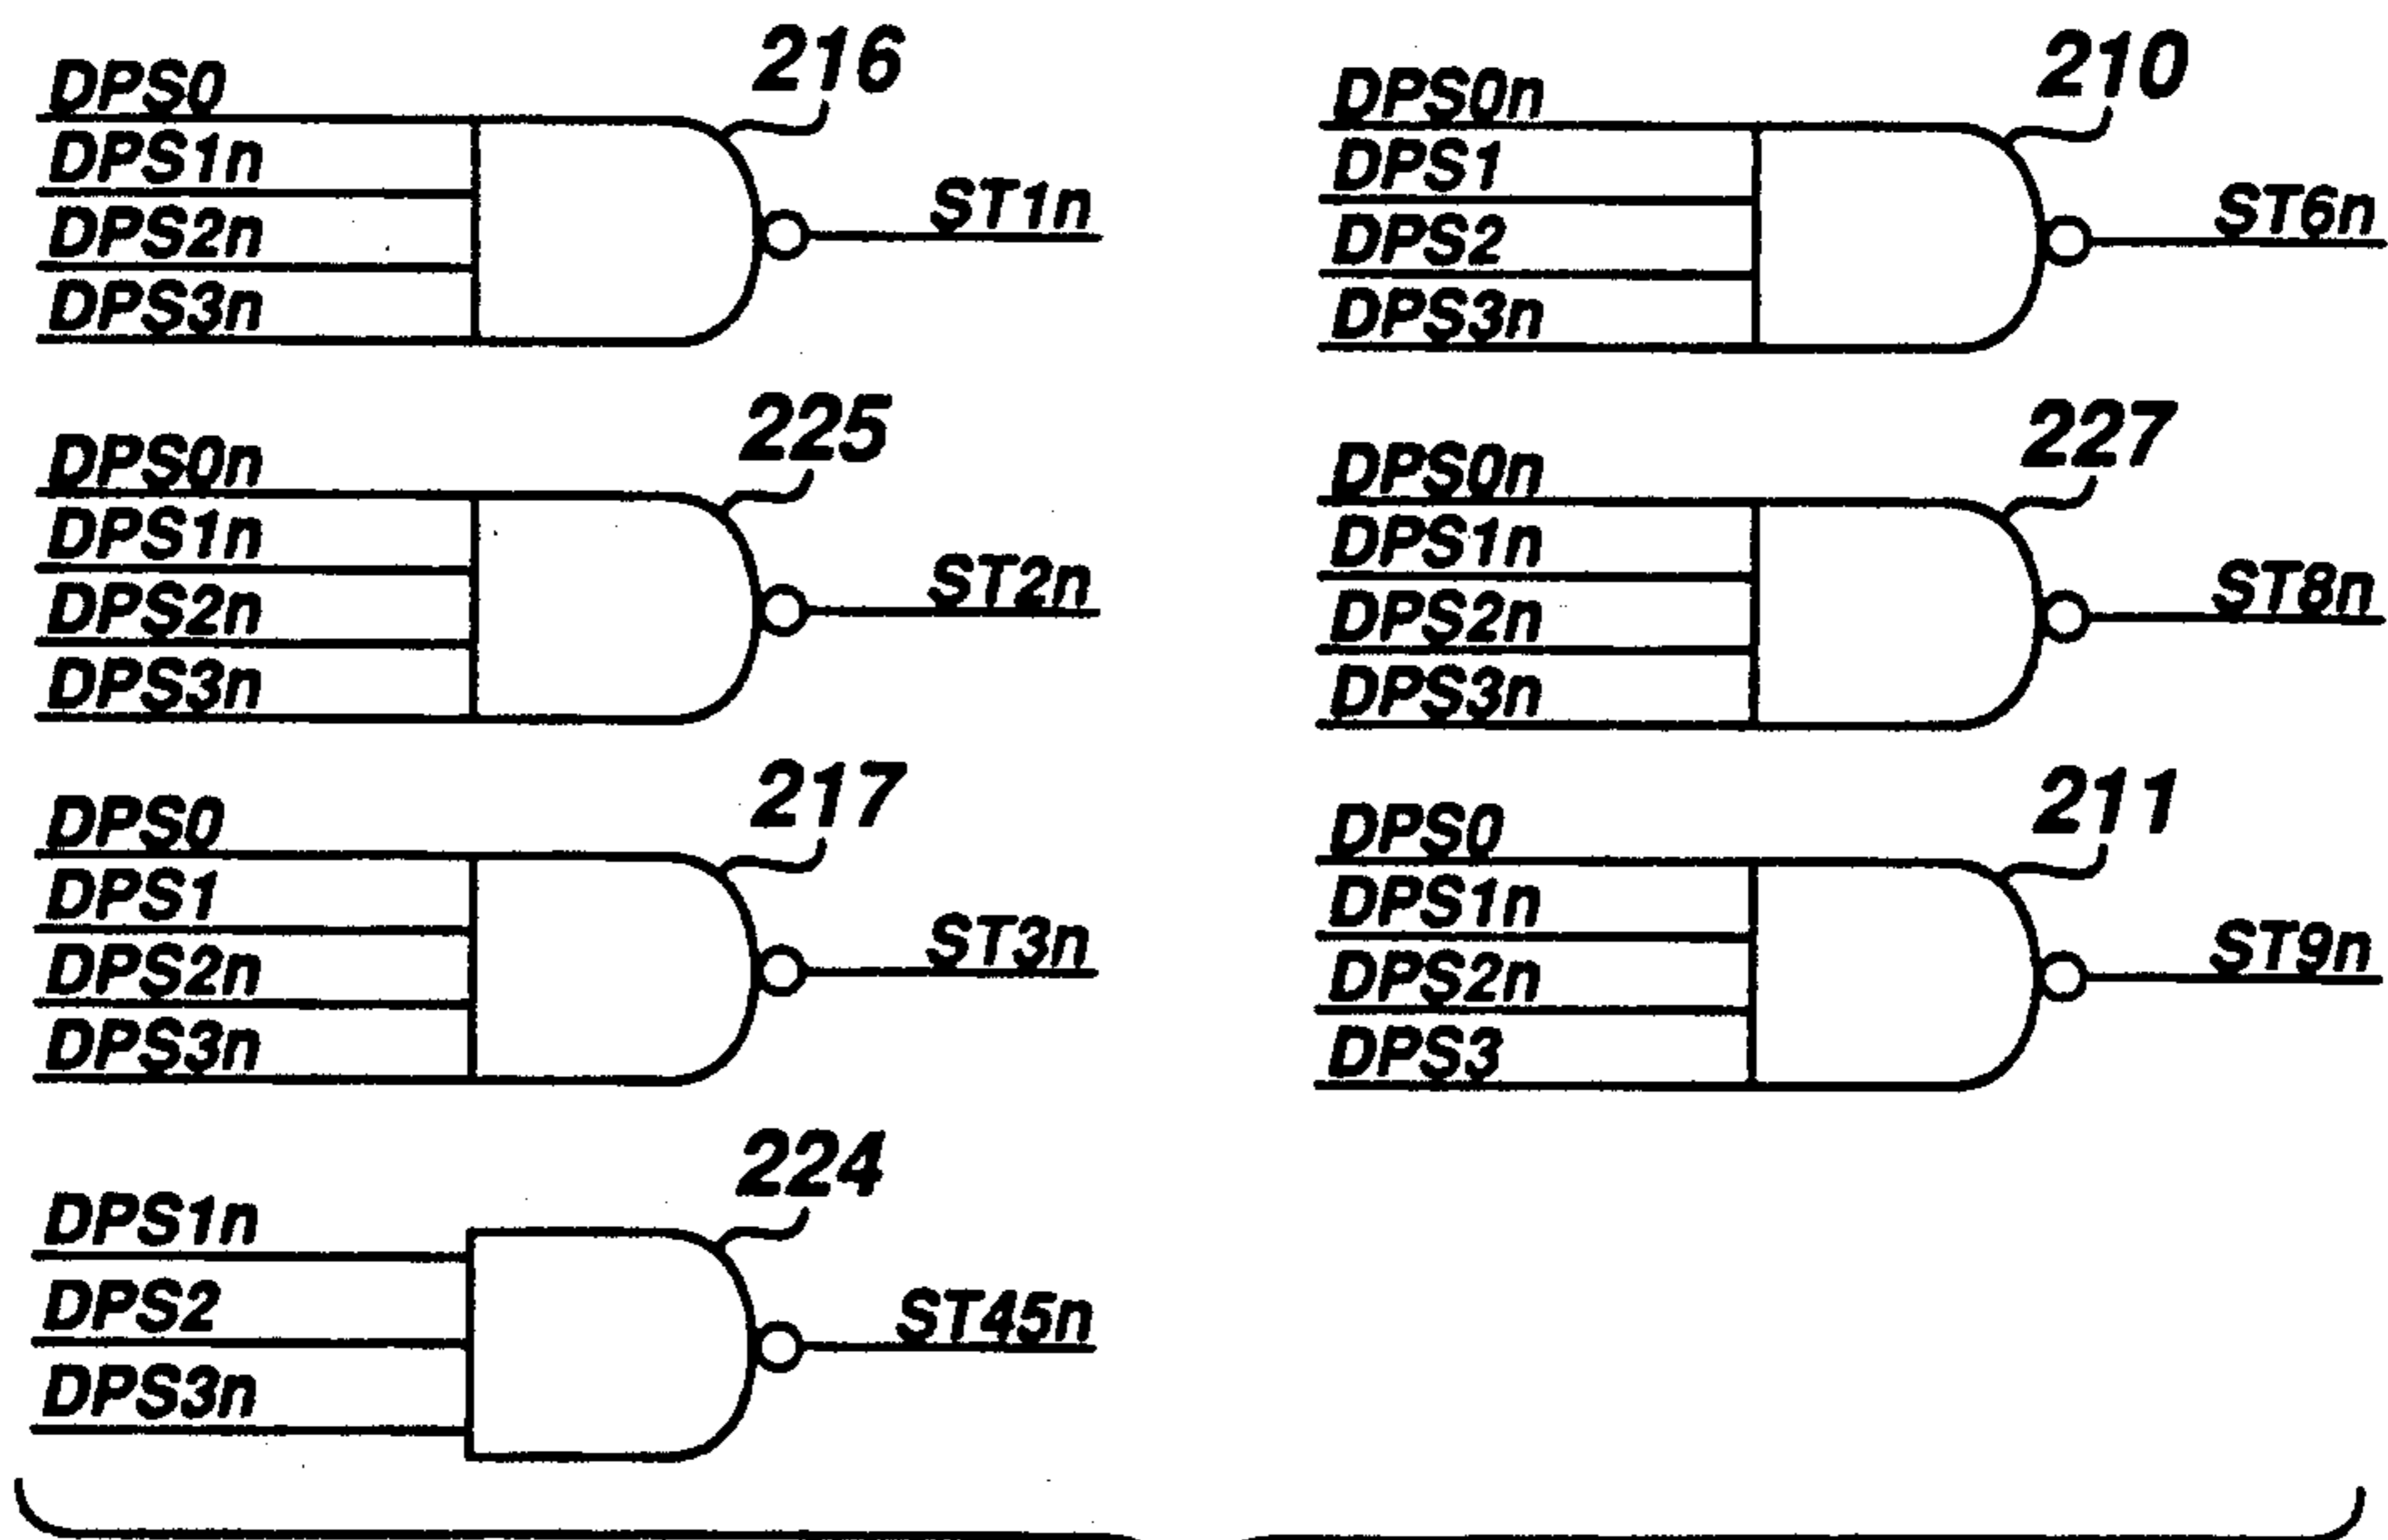 216
DPS0
DPS1n
DPS2n
DPS3n
ST1n
225
DPS0n
DPS1n
DPS2n
DPS3n
ST2n
217
DPS0
DPS1
DPS2n
DPS3n
ST3n
224
DPS1n
DPS2
DPS3n
ST45n
210
DPS0n
DPS1
DPS2
DPS3n
ST6n
227
DPS0n
DPS1n
DPS2n
DPS3n
ST8n
211
DPS0
DPS1n
DPS2n
DPS3
ST9n